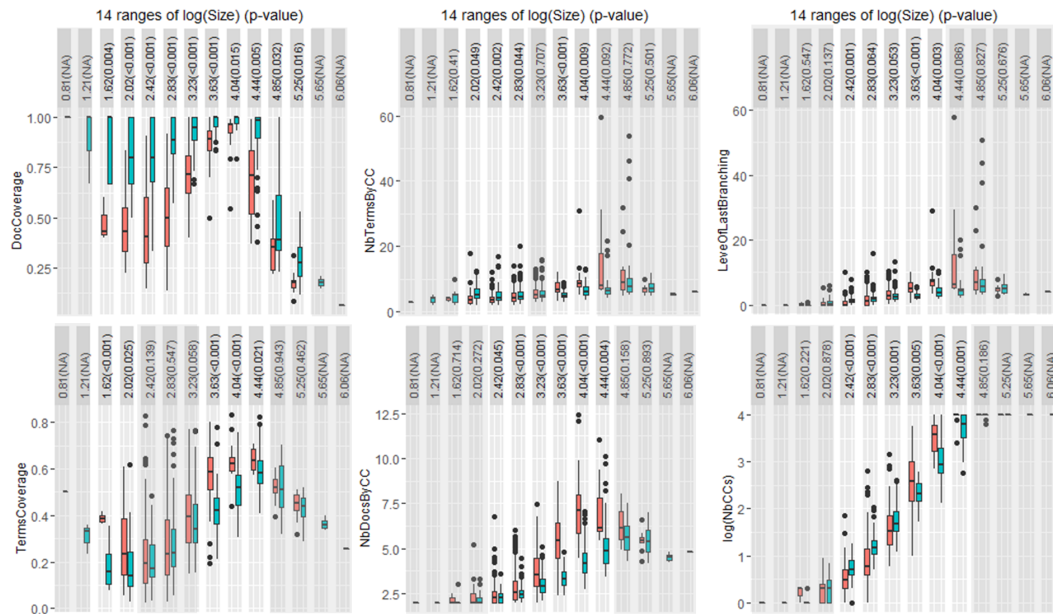 14 ranges of log(Size) (p-value)
14 ranges of log(Size) (p-value)
14 ranges of log(Size) (p-value)
0.81(NA)
1.21(NA)
1.62(0.004)
2.02(<0.001)
2.42(<0.001)
2.83(<0.001)
3.23(<0.001)
3.63(<0.001)
4.04(0.015)
4.44(0.005)
4.85(0.032)
5.25(0.016)
5.65(NA)
6.06(NA)
DocCoverage
1.00
0.75
0.50
0.25
0.81(NA)
1.21(NA)
1.62(0.41)
2.02(0.049)
2.42(0.002)
2.83(0.044)
3.23(0.707)
3.63(<0.001)
4.04(0.009)
4.44(0.092)
4.85(0.772)
5.25(0.501)
5.65(NA)
6.06(NA)
NbTermsByCC
60
40
20
0
0.81(NA)
1.21(NA)
1.62(0.547)
2.02(0.137)
2.42(0.001)
2.83(0.064)
3.23(0.053)
3.63(<0.001)
4.04(0.003)
4.44(0.086)
4.85(0.827)
5.25(0.676)
5.65(NA)
6.06(NA)
LeveOfLastBranching
60
40
20
0
0.81(NA)
1.21(NA)
1.62(<0.001)
2.02(0.025)
2.42(0.139)
2.83(0.547)
3.23(0.058)
3.63(<0.001)
4.04(<0.001)
4.44(0.021)
4.85(0.943)
5.25(0.462)
5.65(NA)
6.06(NA)
TermsCoverage
0.8
0.6
0.4
0.2
0.0
0.81(NA)
1.21(NA)
1.62(0.714)
2.02(0.272)
2.42(0.045)
2.83(<0.001)
3.23(<0.001)
3.63(<0.001)
4.04(<0.001)
4.44(0.004)
4.85(0.158)
5.25(0.893)
5.65(NA)
6.06(NA)
NbDocsByCC
12.5
10.0
7.5
5.0
2.5
0.81(NA)
1.21(NA)
1.62(0.221)
2.02(0.878)
2.42(<0.001)
2.83(<0.001)
3.23(0.001)
3.63(0.005)
4.04(<0.001)
4.44(0.001)
4.85(0.186)
5.25(NA)
5.65(NA)
6.06(NA)
log(NbCCs)
4
3
2
1
0